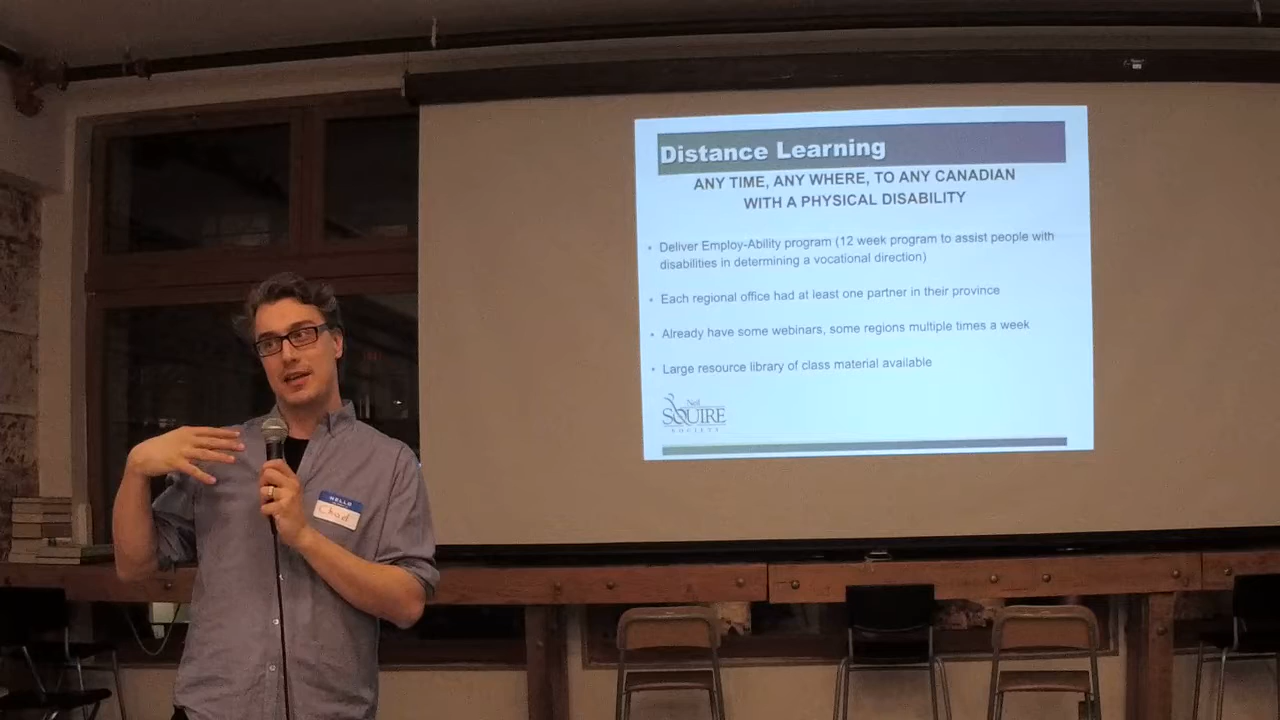 Distance Learning
ANY TIME, ANY WHERE, TO ANY CANADIAN
WITH A PHYSICAL DISABILITY
• Deliver Employ-Ability program (12 week program to assist people with
disabilities in determining a vocational direction)
• Each regional office had at least one partner in their province
• Already have some webinars, some regions multiple times a week
• Large resource library of class material available
Neil
SQUIRE
SOCIETY
HELLO
Chad